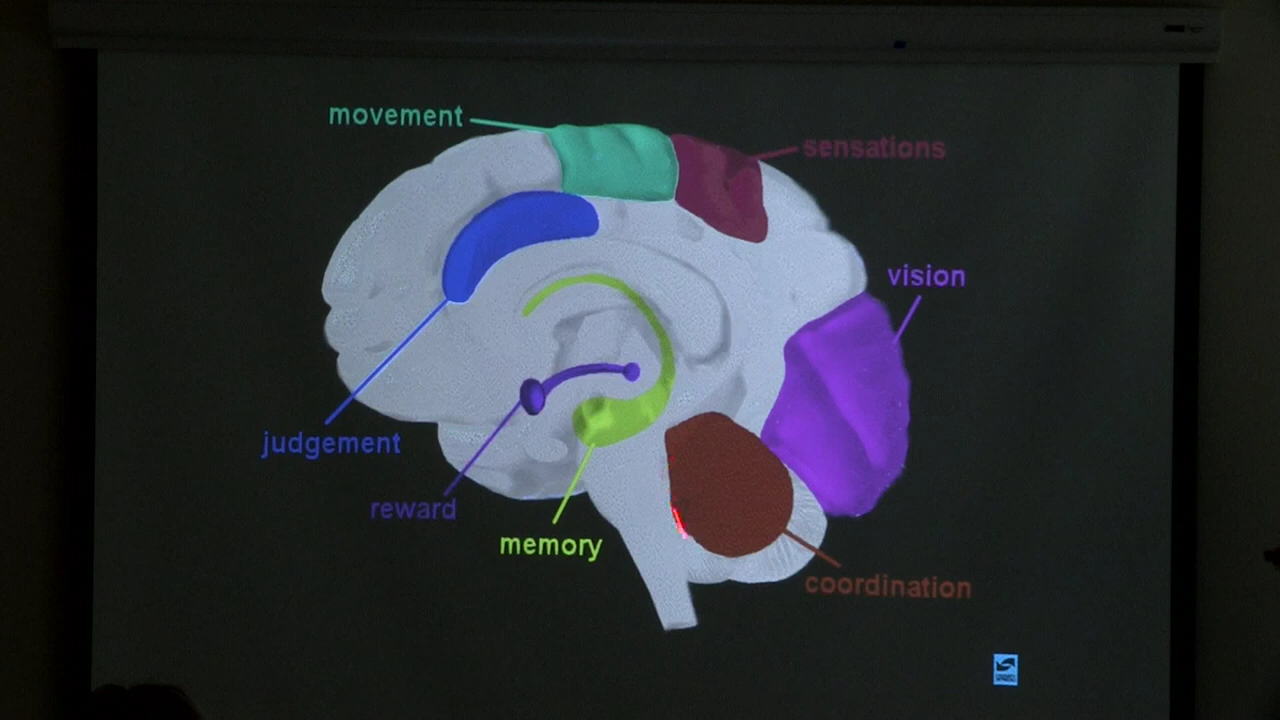 movement
sensations
vision
judgement
reward
memory
coordination